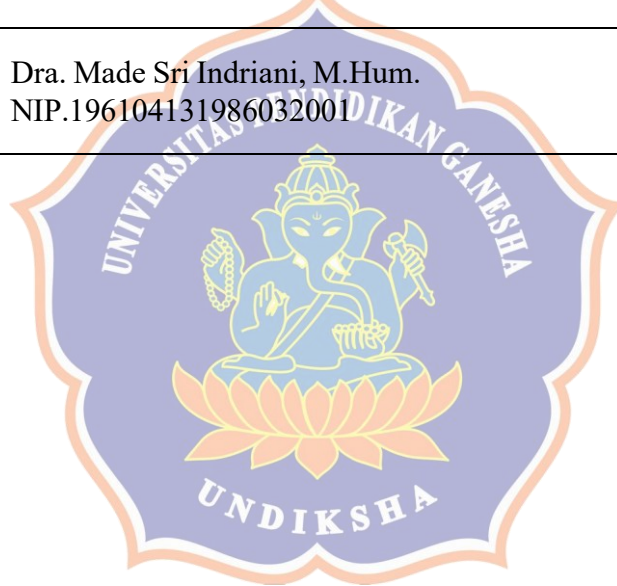 Dra. Made Sri Indriani, M.Hum.
NIP.196104131986032001
UNIVERSITAS PENDIDIKAN GANESHA
UNDIKSHA